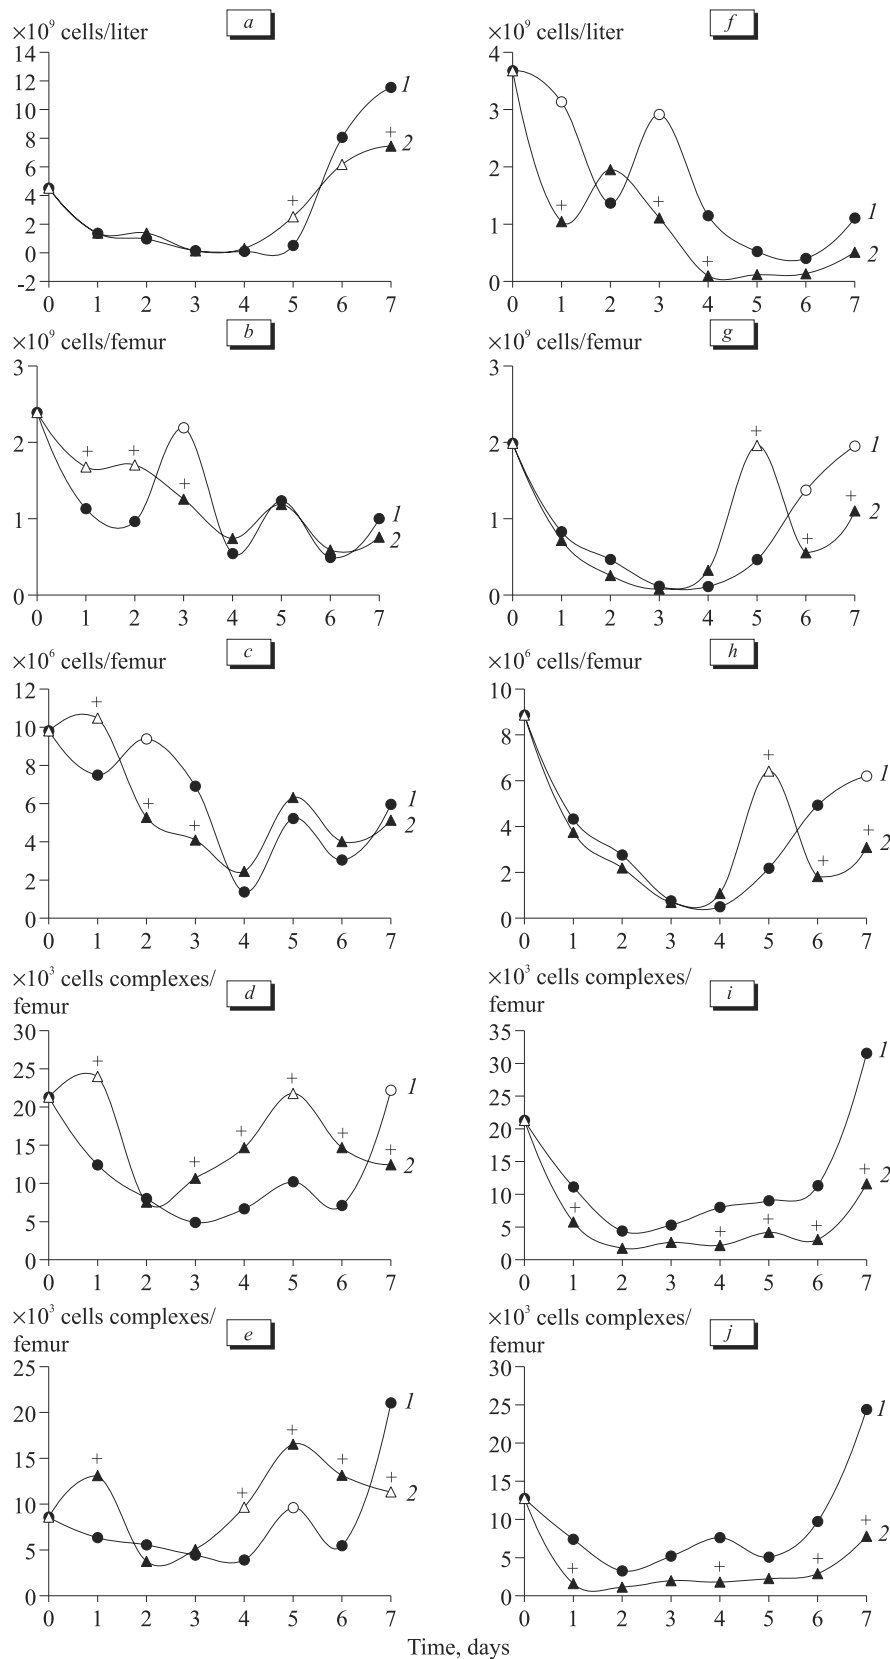 a
×10⁹ cells/liter
14
12
10
8
6
4
2
0
-2
0 1 2 3 4 5 6 7
1
+ 2
+
f
×10⁹ cells/liter
4
3
2
1
0
0 1 2 3 4 5 6 7
+ + +
1
2
b
×10⁹ cells/femur
3
2
1
0
0 1 2 3 4 5 6 7
+ + +
1
2
g
×10⁹ cells/femur
3
2
1
0
0 1 2 3 4 5 6 7
+ + +
1
2
c
×10⁶ cells/femur
12
10
8
6
4
2
0
0 1 2 3 4 5 6 7
+ + +
1
2
h
×10⁶ cells/femur
10
8
6
4
2
0
0 1 2 3 4 5 6 7
+ + +
1
2
×10³ cells complexes/
femur
d
30
25
20
15
10
5
0
0 1 2 3 4 5 6 7
+ + + + + +
1
2
×10³ cells complexes/
femur
i
35
30
25
20
15
10
5
0
0 1 2 3 4 5 6 7
+ + + + +
1
2
×10³ cells complexes/
femur
e
25
20
15
10
5
0
0 1 2 3 4 5 6 7
+ + + + +
1
2
×10³ cells complexes/
femur
j
30
25
20
15
10
5
0
0 1 2 3 4 5 6 7
+ + + +
1
2
Time, days